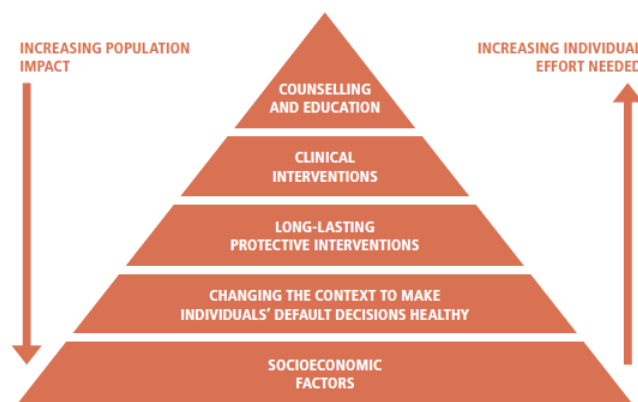 INCREASING POPULATION
IMPACT
INCREASING INDIVIDUAL
EFFORT NEEDED
COUNSELLING
AND EDUCATION
CLINICAL
INTERVENTIONS
LONG-LASTING
PROTECTIVE INTERVENTIONS
CHANGING THE CONTEXT TO MAKE
INDIVIDUALS’ DEFAULT DECISIONS HEALTHY
SOCIOECONOMIC
FACTORS